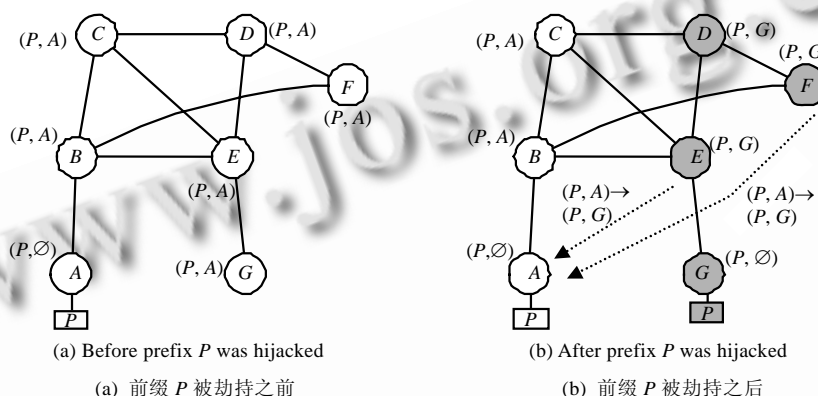 (P, A) C D (P, A)
F
(P, A)
(P, A)
B E
(P, A)
(P,∅) A (P, A) G
P
(a) Before prefix P was hijacked
(a) 前缀 P 被劫持之前
(P, A) C D (P, G)
(P, G
F
(P, A)
B E (P, G)
(P, A)→
(P, G)
(P, A)→
(P, G)
(P,∅)
A G (P, ∅)
P P
(b) After prefix P was hijacked
(b) 前缀 P 被劫持之后
www.jos.org.c